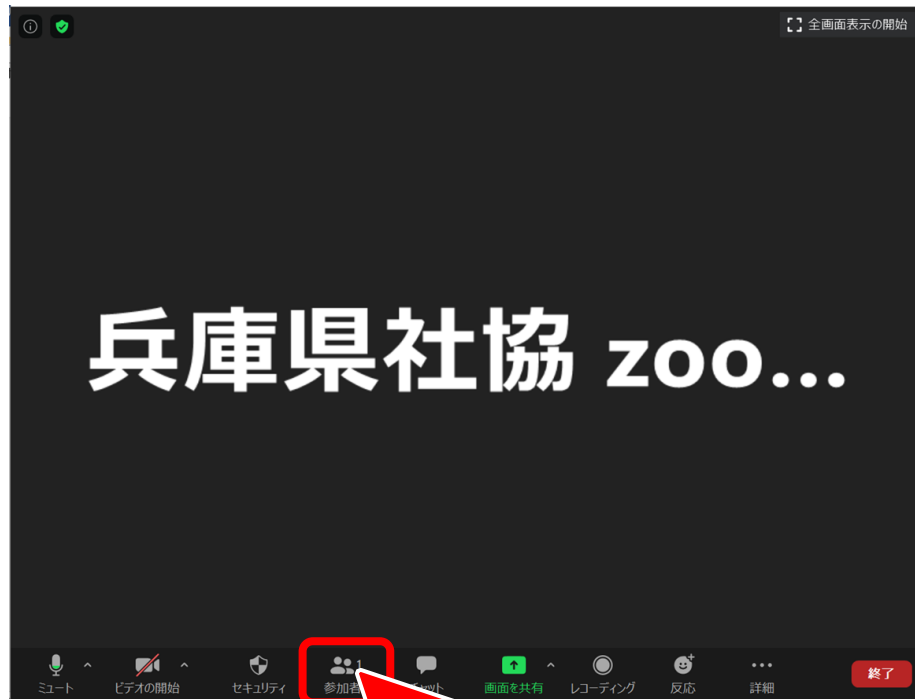 全画面表示の開始
兵庫県社協 zoo...
1
ミュート
ビデオの開始
セキュリティ
参加者
画面を共有
レコーディング
反応
詳細
終了